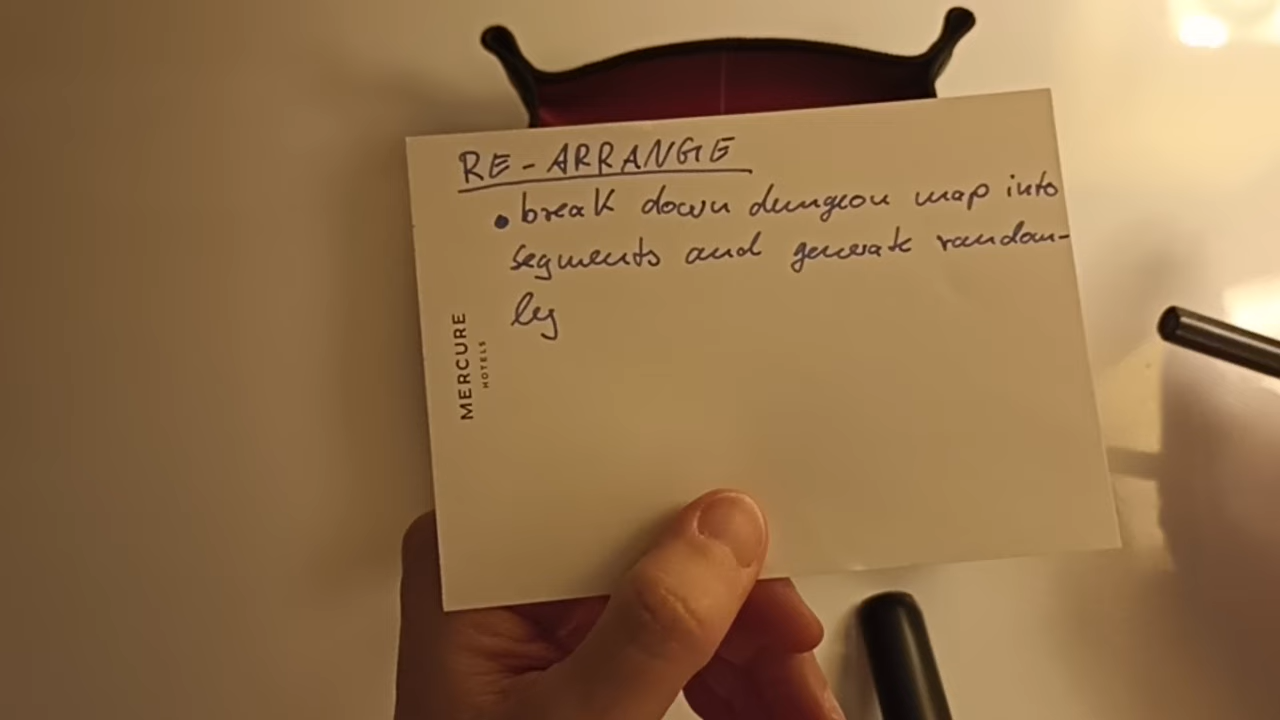 RE-ARRANGE
• break down dungeon map into
segments and generate random-
ly
MERCURE
HOTELS